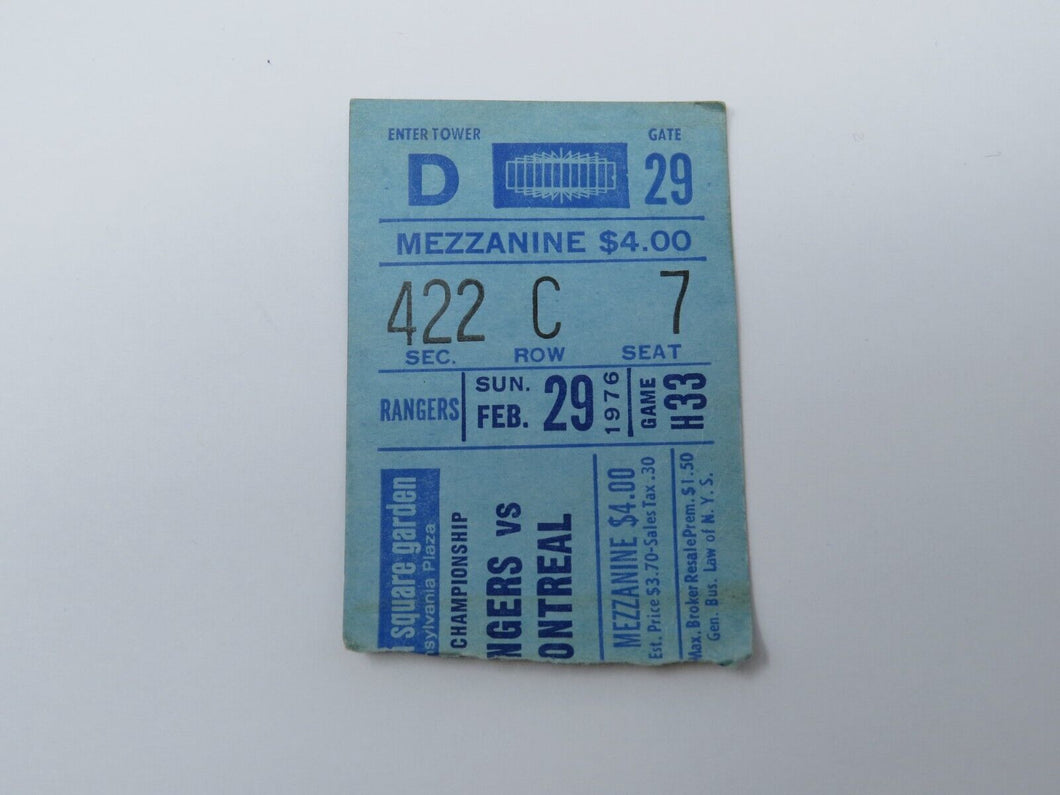 ENTER TOWER
GATE
D
29
MEZZANINE $4.00
422 C 7
SEC. ROW SEAT
RANGERS
SUN.
FEB. 29
1976
GAME
H33
square garden
nsylvania Plaza
CHAMPIONSHIP
NGERS VS
ONTREAL
MEZZANINE $4.00
Est. Price $3.70-Sales Tax .30
Max. Broker Resale Prem. $1.50
Gen. Bus. Law of N. Y. S.